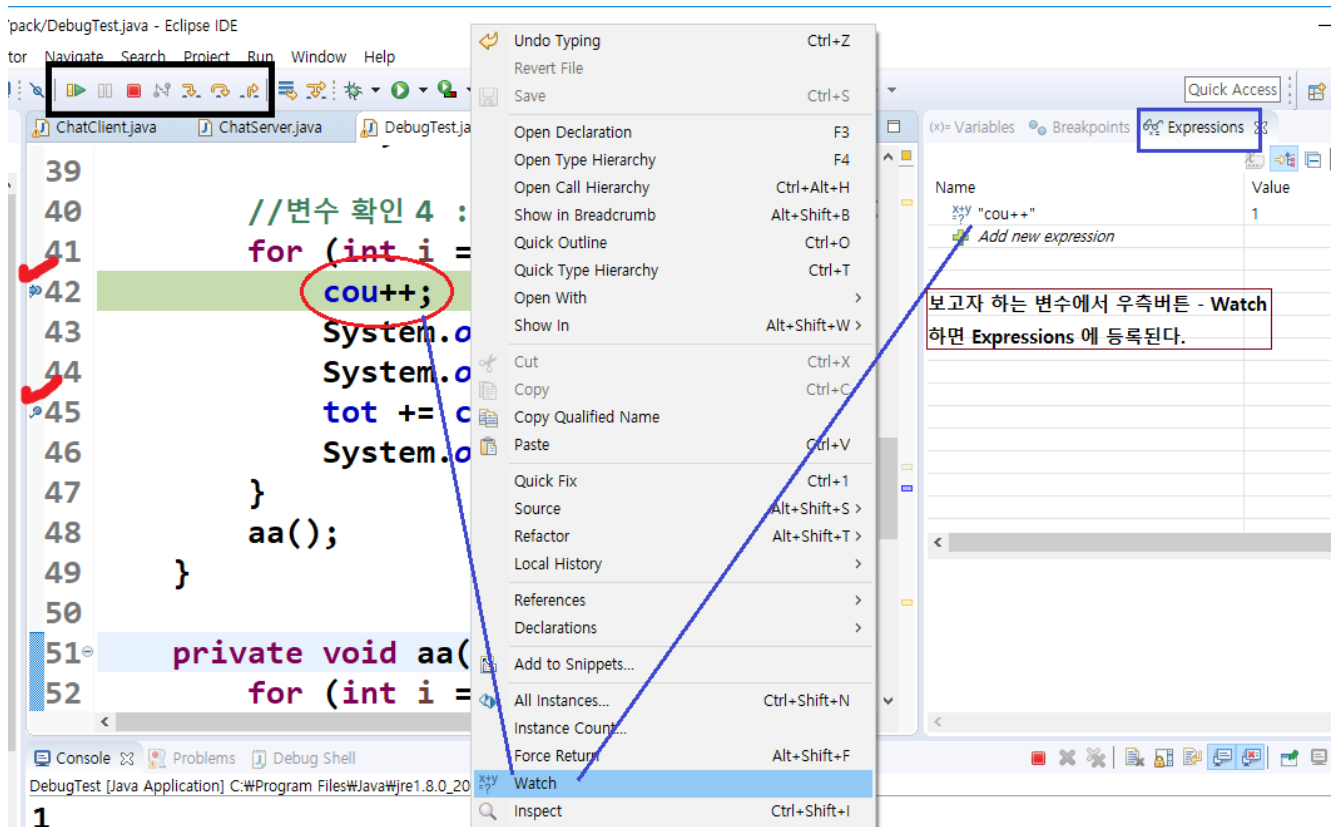 /pack/DebugTest.java - Eclipse IDE
tor Navigate Search Project Run Window Help
Quick Access
ChatClient.java ChatServer.java DebugTest.ja
39
40 //변수 확인 4 :
41 for (int i =
42 cou++;
43 System.o
44 System.o
45 tot += c
46 System.o
47 }
48 aa();
49 }
50
51 private void aa(
52 for (int i =
Undo Typing Ctrl+Z
Revert File
Save Ctrl+S
Open Declaration F3
Open Type Hierarchy F4
Open Call Hierarchy Ctrl+Alt+H
Show in Breadcrumb Alt+Shift+B
Quick Outline Ctrl+O
Quick Type Hierarchy Ctrl+T
Open With >
Show In Alt+Shift+W >
Cut Ctrl+X
Copy Ctrl+C
Copy Qualified Name
Paste Ctrl+V
Quick Fix Ctrl+1
Source Alt+Shift+S >
Refactor Alt+Shift+T >
Local History >
References >
Declarations >
Add to Snippets...
All Instances... Ctrl+Shift+N
Instance Count...
Force Return Alt+Shift+F
Watch
Inspect Ctrl+Shift+I
(x)= Variables Breakpoints Expressions
Name Value
"cou++" 1
Add new expression
보고자 하는 변수에서 우측버튼 - Watch
하면 Expressions 에 등록된다.
Console Problems Debug Shell
DebugTest [Java Application] C:₩Program Files₩Java₩jre1.8.0_20
1